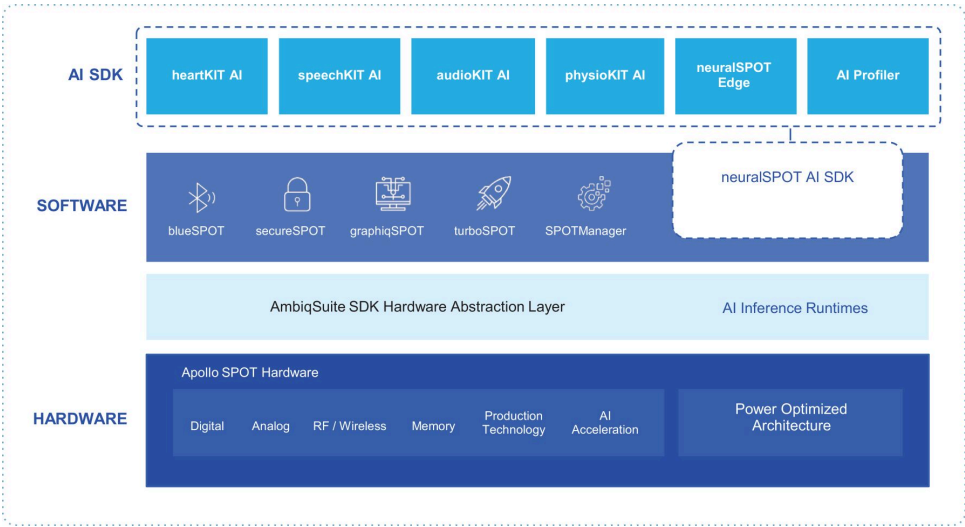 AI SDK
heartKIT AI
speechKIT AI
audioKIT AI
physioKIT AI
neuralSPOT
Edge
AI Profiler
SOFTWARE
blueSPOT
secureSPOT
graphiqSPOT
turboSPOT
SPOTManager
neuralSPOT AI SDK
AmbiqSuite SDK Hardware Abstraction Layer
AI Inference Runtimes
HARDWARE
Apollo SPOT Hardware
Digital
Analog
RF / Wireless
Memory
Production
Technology
AI
Acceleration
Power Optimized
Architecture